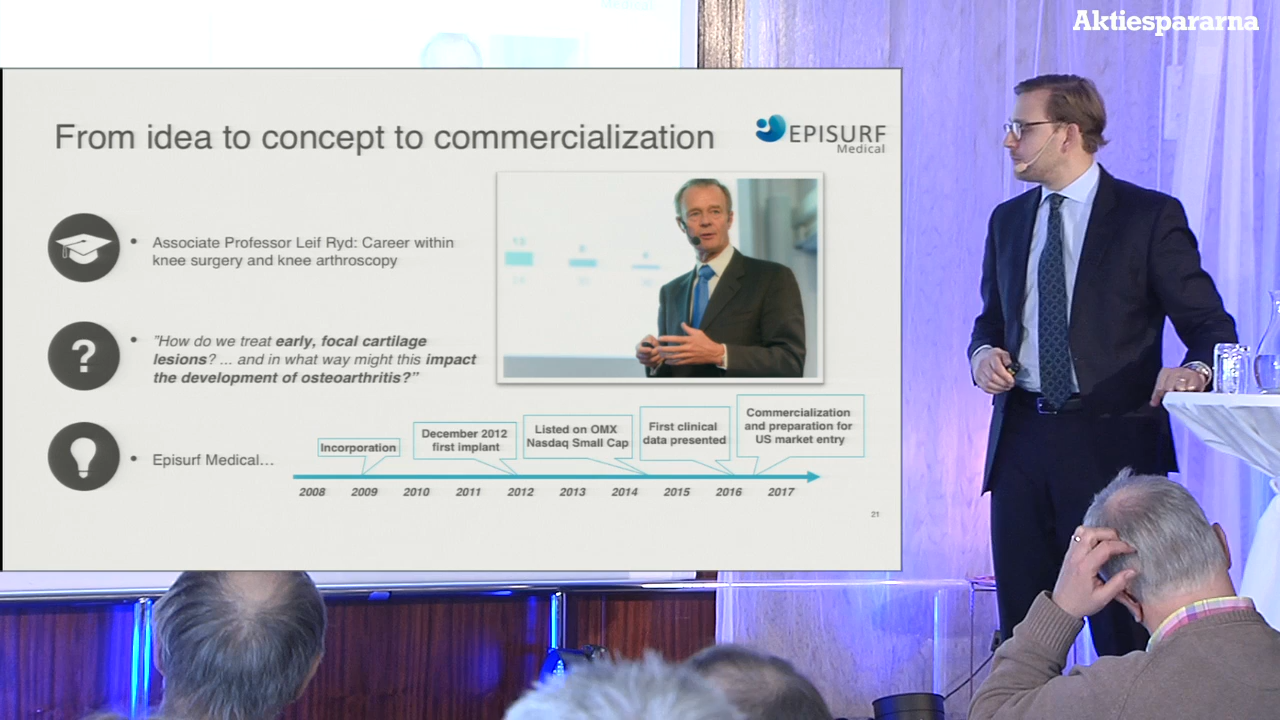 Aktiespararna
From idea to concept to commercialization
EPISURF
Medical
• Associate Professor Leif Ryd: Career within
knee surgery and knee arthroscopy
?
• "How do we treat early, focal cartilage
lesions? ... and in what way might this impact
the development of osteoarthritis?"
• Episurf Medical...
Incorporation
December 2012
first implant
Listed on OMX
Nasdaq Small Cap
First clinical
data presented
Commercialization
and preparation for
US market entry
2008 2009 2010 2011 2012 2013 2014 2015 2016 2017
21